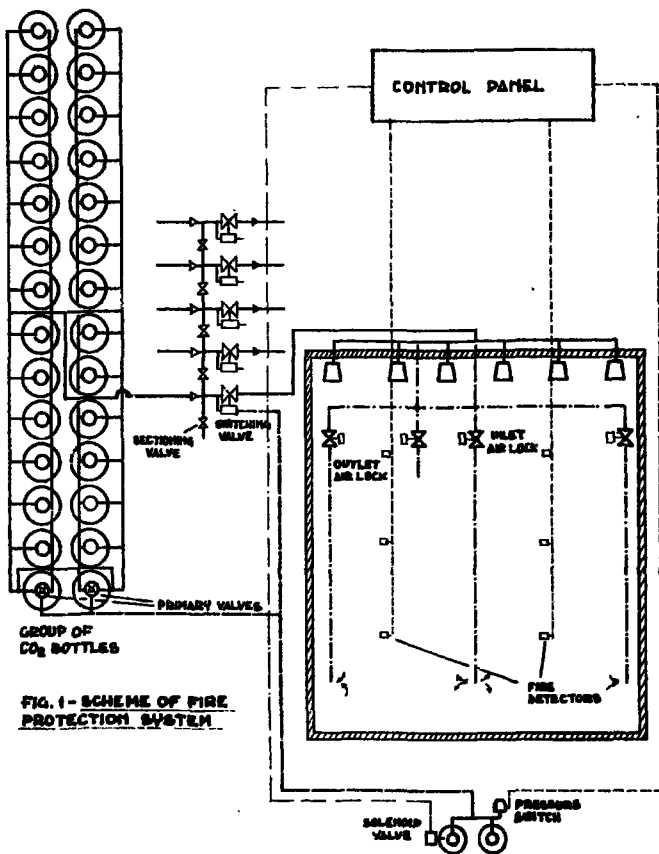 CONTROL PANEL
SECTIONING
VALVE
SWITCHING
VALVE
OUTLET
AIR LOCK
INLET
AIR LOCK
PRIMARY VALVES
GROUP OF
CO₂ BOTTLES
FIRE
DETECTORS
FIG. 1 - SCHEME OF FIRE
PROTECTION SYSTEM
SOLENOID
VALVE
PRESSURE
SWITCH